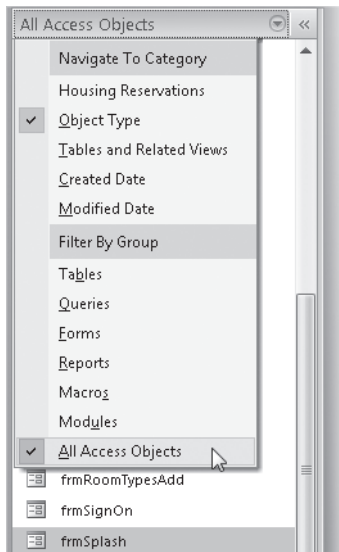 All Access Objects
Navigate To Category
Housing Reservations
Object Type
Tables and Related Views
Created Date
Modified Date
Filter By Group
Tables
Queries
Forms
Reports
Macros
Modules
All Access Objects
frmRoomTypesAdd
frmSignOn
frmSplash